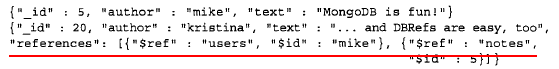 {"_id" : 5, "author" : "mike", "text" : "MongoDB is fun!"}
{"_id" : 20, "author" : "kristina", "text" : "... and DBRefs are easy, too",
"references": [{"$ref" : "users", "$id" : "mike"}, {"$ref" : "notes",
"$id" : 5}]}